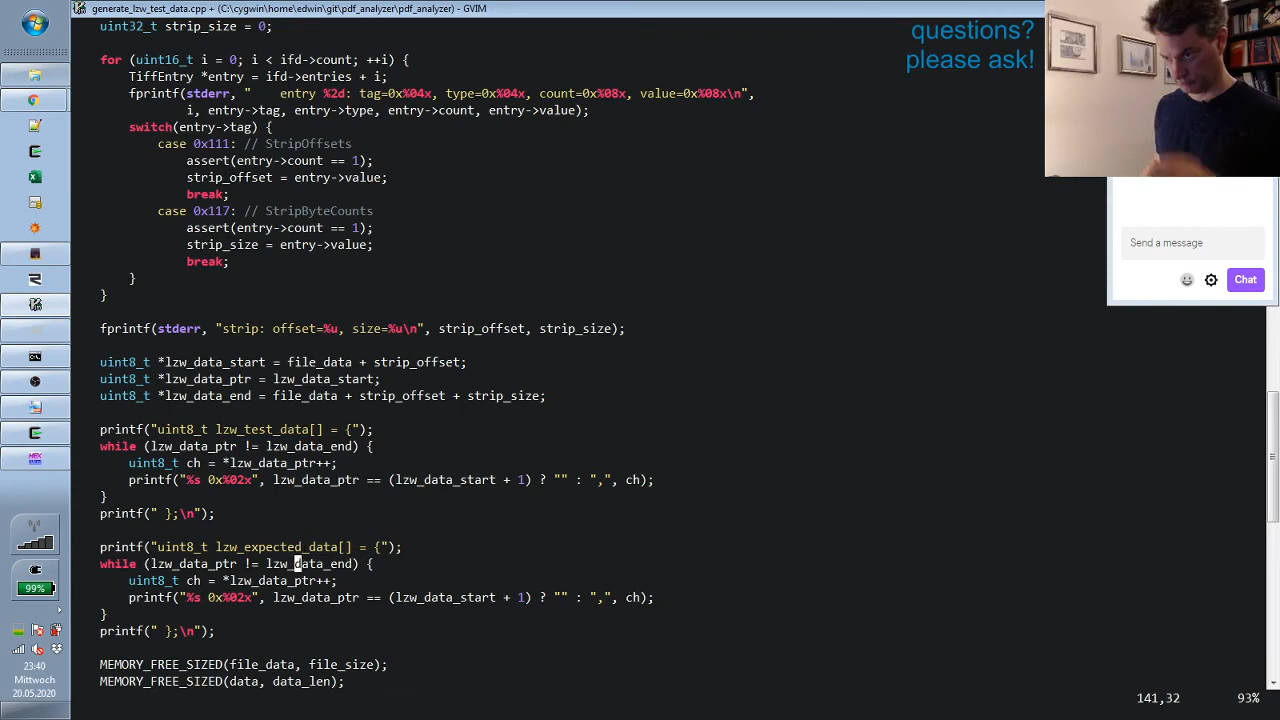 generate_lzw_test_data.cpp + (C:\cygwin\home\edwin\git\pdf_analyzer\pdf_analyzer) - GVIM
uint32_t strip_size = 0;
for (uint16_t i = 0; i < ifd->count; ++i) {
TiffEntry *entry = ifd->entries + i;
fprintf(stderr, "    entry %2d: tag=0x%04x, type=0x%04x, count=0x%08x, value=0x%08x\n",
i, entry->tag, entry->type, entry->count, entry->value);
switch(entry->tag) {
case 0x111: // StripOffsets
assert(entry->count == 1);
strip_offset = entry->value;
break;
case 0x117: // StripByteCounts
assert(entry->count == 1);
strip_size = entry->value;
break;
}
}
fprintf(stderr, "strip: offset=%u, size=%u\n", strip_offset, strip_size);
uint8_t *lzw_data_start = file_data + strip_offset;
uint8_t *lzw_data_ptr = lzw_data_start;
uint8_t *lzw_data_end = file_data + strip_offset + strip_size;
printf("uint8_t lzw_test_data[] = {");
while (lzw_data_ptr != lzw_data_end) {
uint8_t ch = *lzw_data_ptr++;
printf("%s 0x%02x", lzw_data_ptr == (lzw_data_start + 1) ? "" : ",", ch);
}
printf(" };\n");
printf("uint8_t lzw_expected_data[] = {");
while (lzw_data_ptr != lzw_data_end) {
uint8_t ch = *lzw_data_ptr++;
printf("%s 0x%02x", lzw_data_ptr == (lzw_data_start + 1) ? "" : ",", ch);
}
printf(" };\n");
MEMORY_FREE_SIZED(file_data, file_size);
MEMORY_FREE_SIZED(data, data_len);
141,32 93%
questions?
please ask!
Send a message
Chat
99%
23:40
Mittwoch
20.05.2020